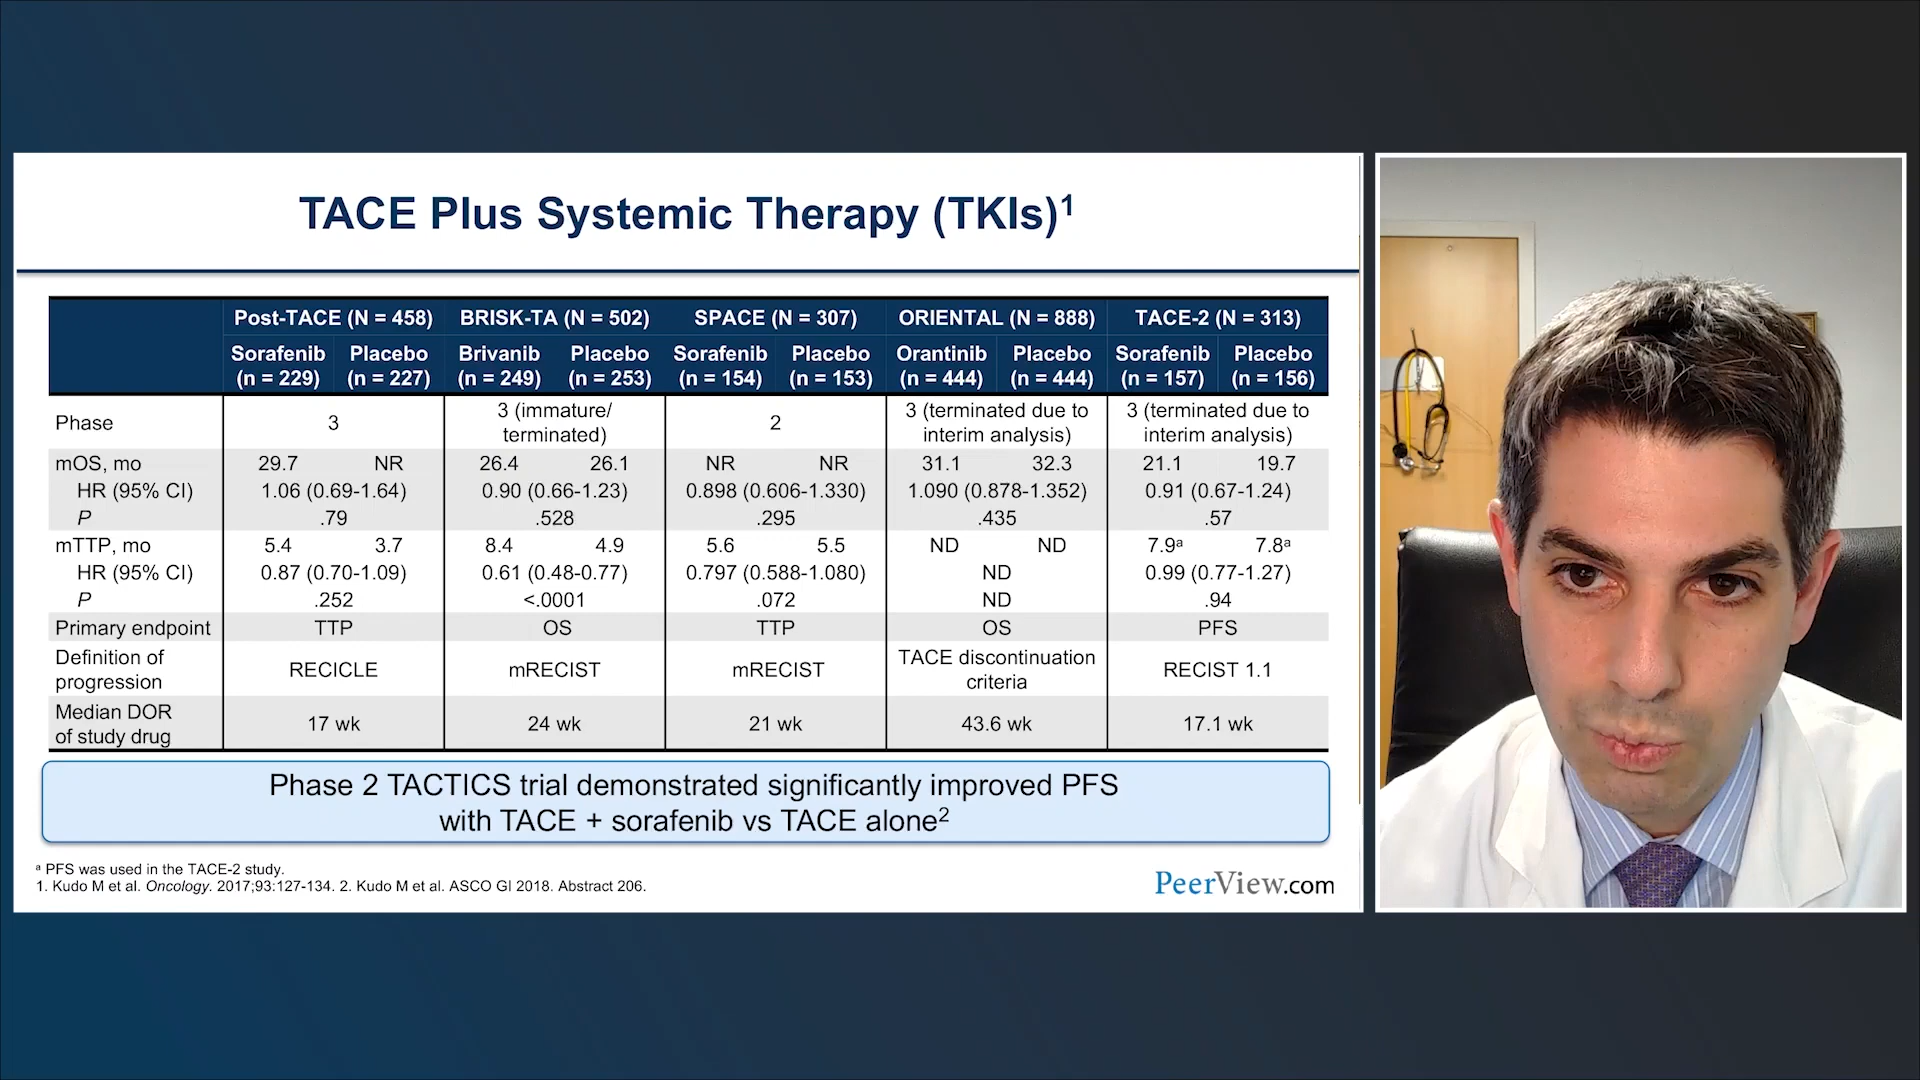 TACE Plus Systemic Therapy (TKIs)1
Post-TACE (N = 458) BRISK-TA (N = 502) SPACE (N = 307) ORIENTAL (N = 888) TACE-2 (N = 313)
Sorafenib Placebo Brivanib Placebo Sorafenib Placebo Orantinib Placebo Sorafenib Placebo
(n = 229) (n = 227) (n = 249) (n = 253) (n = 154) (n = 153) (n = 444) (n = 444) (n = 157) (n = 156)
Phase 3 3 (immature/ terminated) 2 3 (terminated due to interim analysis) 3 (terminated due to interim analysis)
mOS, mo 29.7 NR 26.4 26.1 NR NR 31.1 32.3 21.1 19.7
HR (95% CI) 1.06 (0.69-1.64) 0.90 (0.66-1.23) 0.898 (0.606-1.330) 1.090 (0.878-1.352) 0.91 (0.67-1.24)
P .79 .528 .295 .435 .57
mTTP, mo 5.4 3.7 8.4 4.9 5.6 5.5 ND ND 7.9a 7.8a
HR (95% CI) 0.87 (0.70-1.09) 0.61 (0.48-0.77) 0.797 (0.588-1.080) ND 0.99 (0.77-1.27)
P .252 <.0001 .072 ND .94
Primary endpoint TTP OS TTP OS PFS
Definition of progression RECICLE mRECIST mRECIST TACE discontinuation criteria RECIST 1.1
Median DOR of study drug 17 wk 24 wk 21 wk 43.6 wk 17.1 wk
Phase 2 TACTICS trial demonstrated significantly improved PFS
with TACE + sorafenib vs TACE alone2
a PFS was used in the TACE-2 study.
1. Kudo M et al. Oncology. 2017;93:127-134. 2. Kudo M et al. ASCO GI 2018. Abstract 206.
PeerView.com